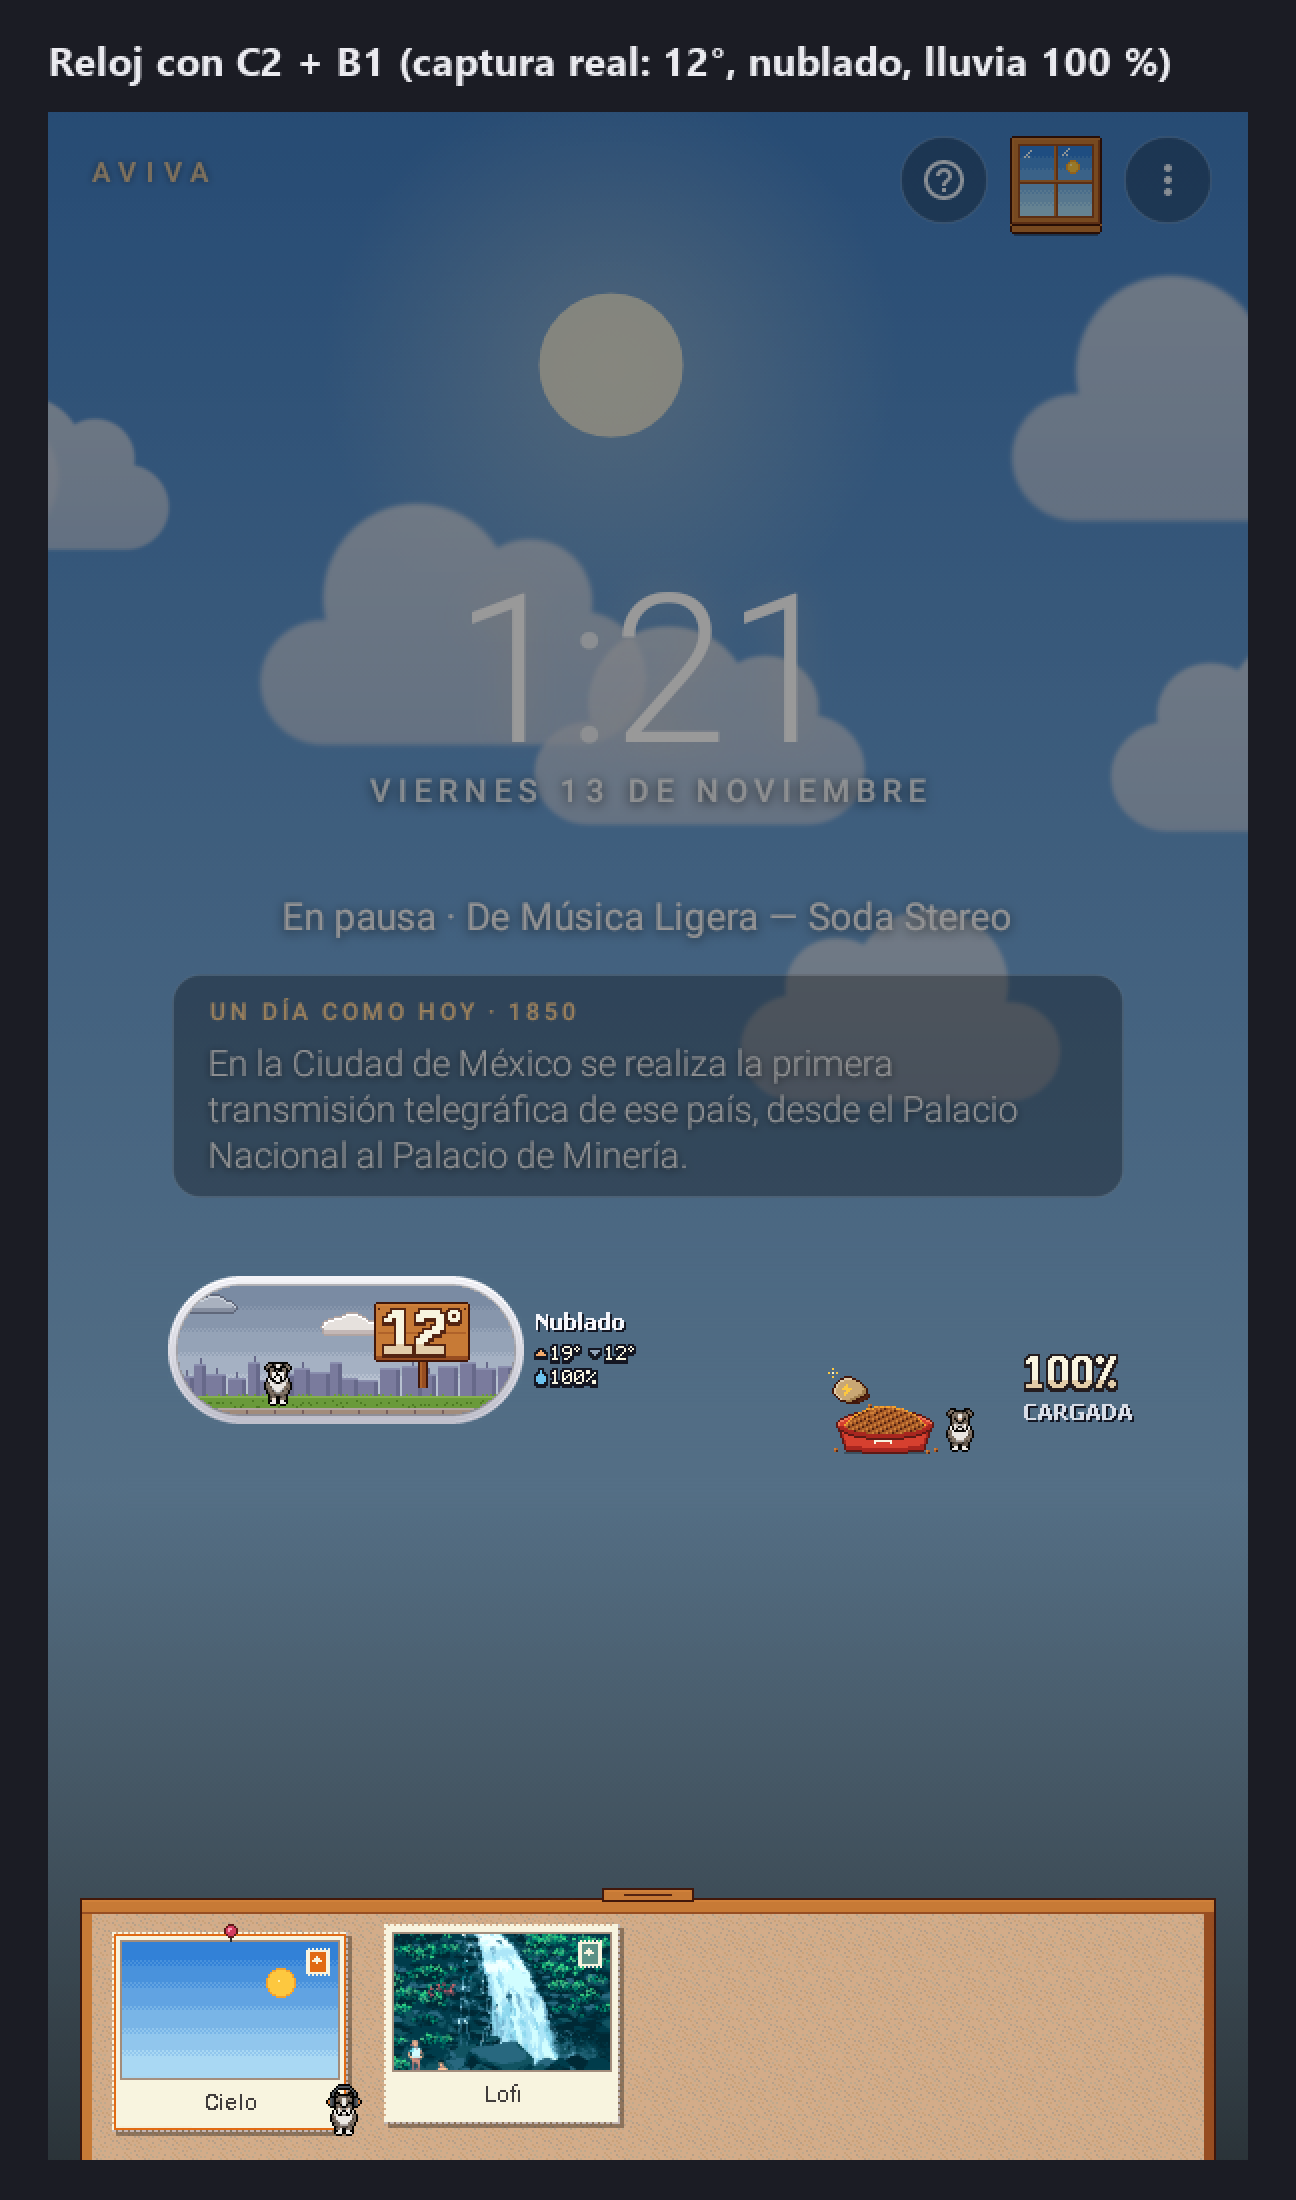 Reloj con C2 + B1 (captura real: 12°, nublado, lluvia 100 %)
AVIVA
1:21
VIERNES 13 DE NOVIEMBRE
En pausa · De Música Ligera — Soda Stereo
UN DÍA COMO HOY · 1850
En la Ciudad de México se realiza la primera
transmisión telegráfica de ese país, desde el Palacio
Nacional al Palacio de Minería.
12°
Nublado
19° 12°
100%
100%
CARGADA
Cielo
Lofi